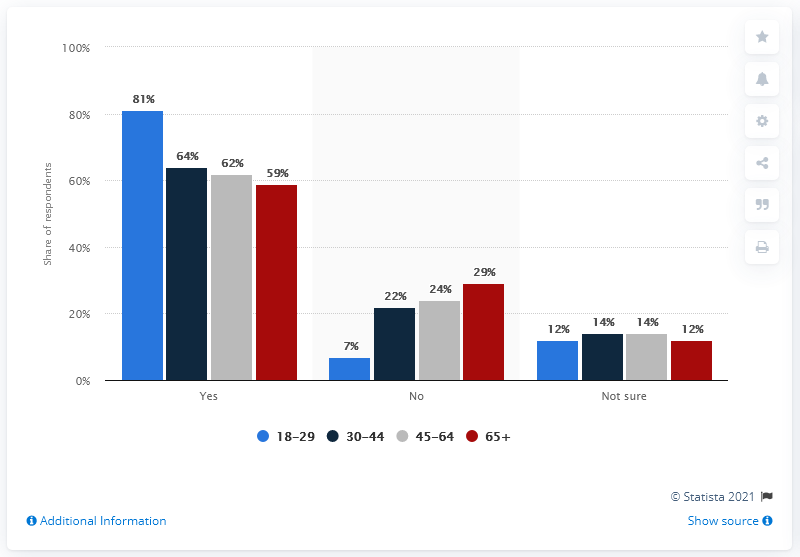 100%
80%
60%
40%
20%
0%
Share of respondents
81%
64%
62%
59%
7%
22%
24%
29%
12%
14%
14%
12%
Yes
No
Not sure
18–29 30–44 45–64 65+
© Statista 2021
Additional Information
Show source